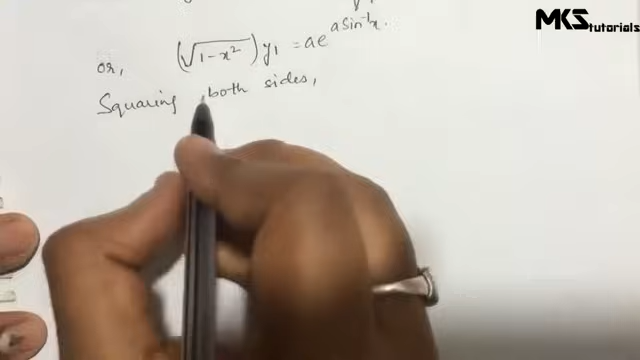 MKS tutorials
or, (√1-x²) y₁ = ae^(a sin⁻¹x).
Squaring both sides,